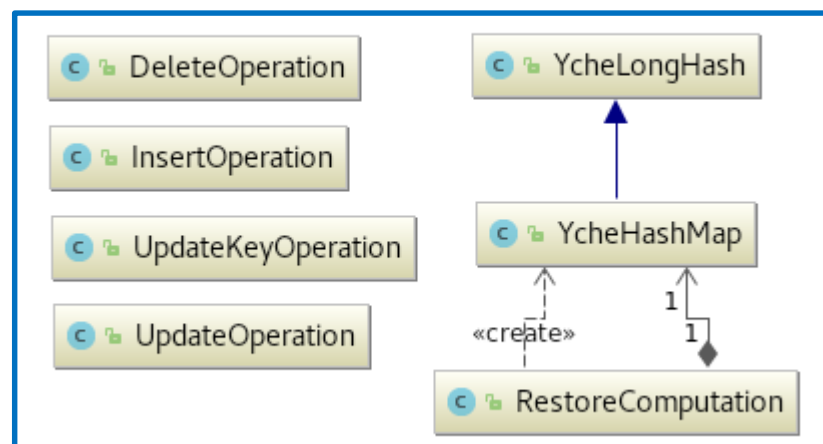 C DeleteOperation
C InsertOperation
C UpdateKeyOperation
C UpdateOperation
C YcheLongHash
C YcheHashMap
«create»
1
1
C RestoreComputation